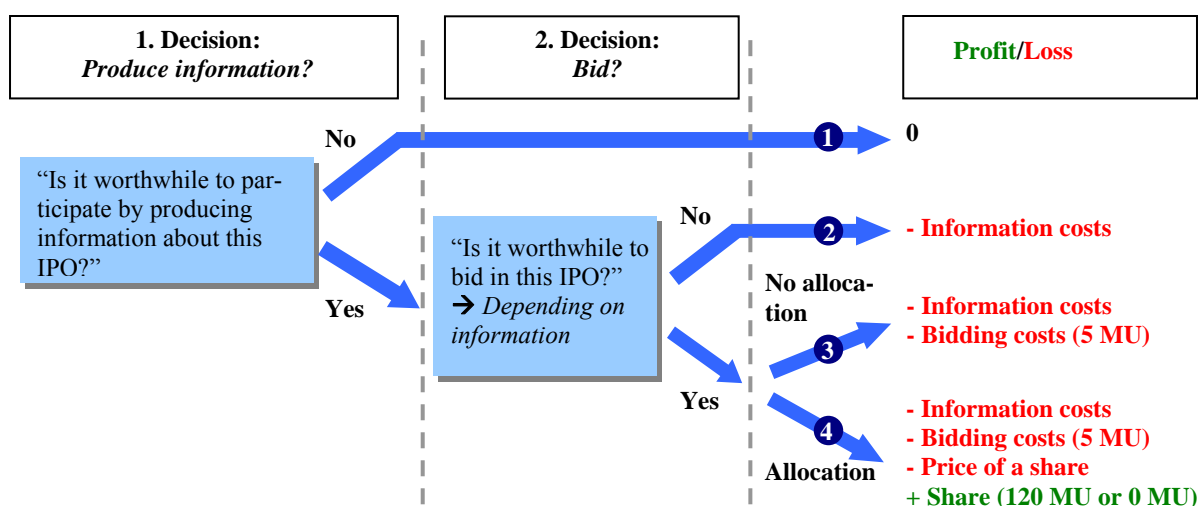 1. Decision:
Produce information?
2. Decision:
Bid?
Profit/Loss
No
1
0
“Is it worthwhile to par-
ticipate by producing
information about this
IPO?”
Yes
“Is it worthwhile to
bid in this IPO?”
→ Depending on
information
No
2
- Information costs
Yes
No alloca-
tion
3
- Information costs
- Bidding costs (5 MU)
4
Allocation
- Information costs
- Bidding costs (5 MU)
- Price of a share
+ Share (120 MU or 0 MU)